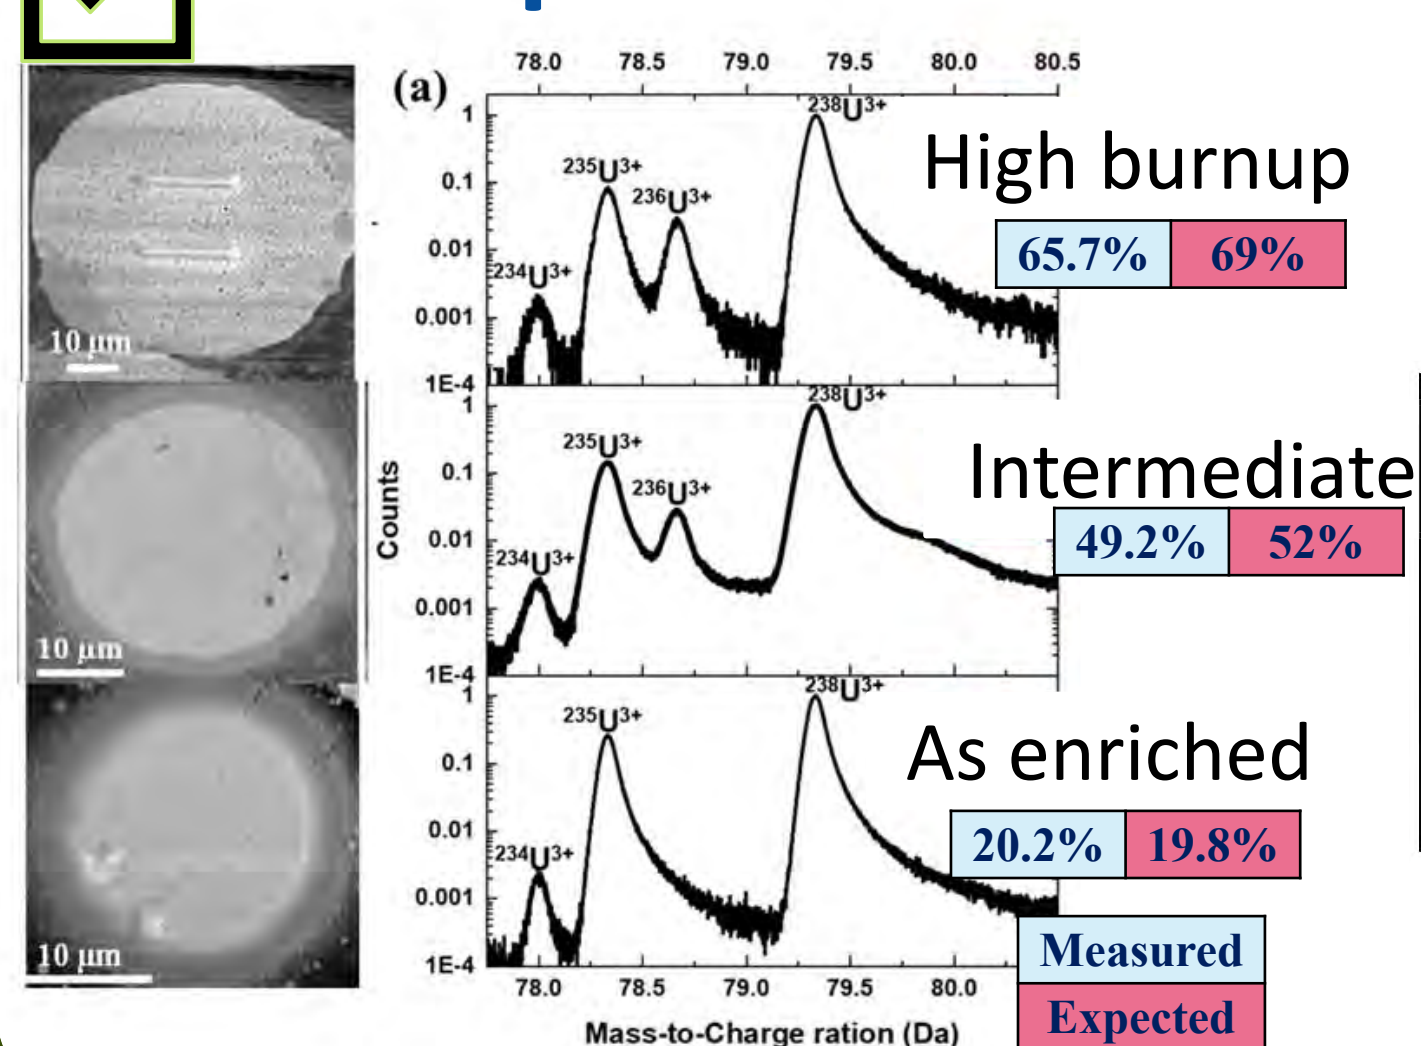 78.0 78.5 79.0 79.5 80.0 80.5
(a)
1
0.1
0.01
0.001
1E-4
²³⁴U³⁺
²³⁵U³⁺
²³⁶U³⁺
²³⁸U³⁺
High burnup
65.7% 69%
10 µm
1
0.1
0.01
0.001
1E-4
²³⁴U³⁺
²³⁵U³⁺
²³⁶U³⁺
²³⁸U³⁺
Intermediate
49.2% 52%
10 µm
Counts
1
0.1
0.01
0.001
1E-4
²³⁴U³⁺
²³⁵U³⁺
²³⁸U³⁺
As enriched
20.2% 19.8%
10 µm
78.0 78.5 79.0 79.5 80.0
Mass-to-Charge ration (Da)
Measured
Expected